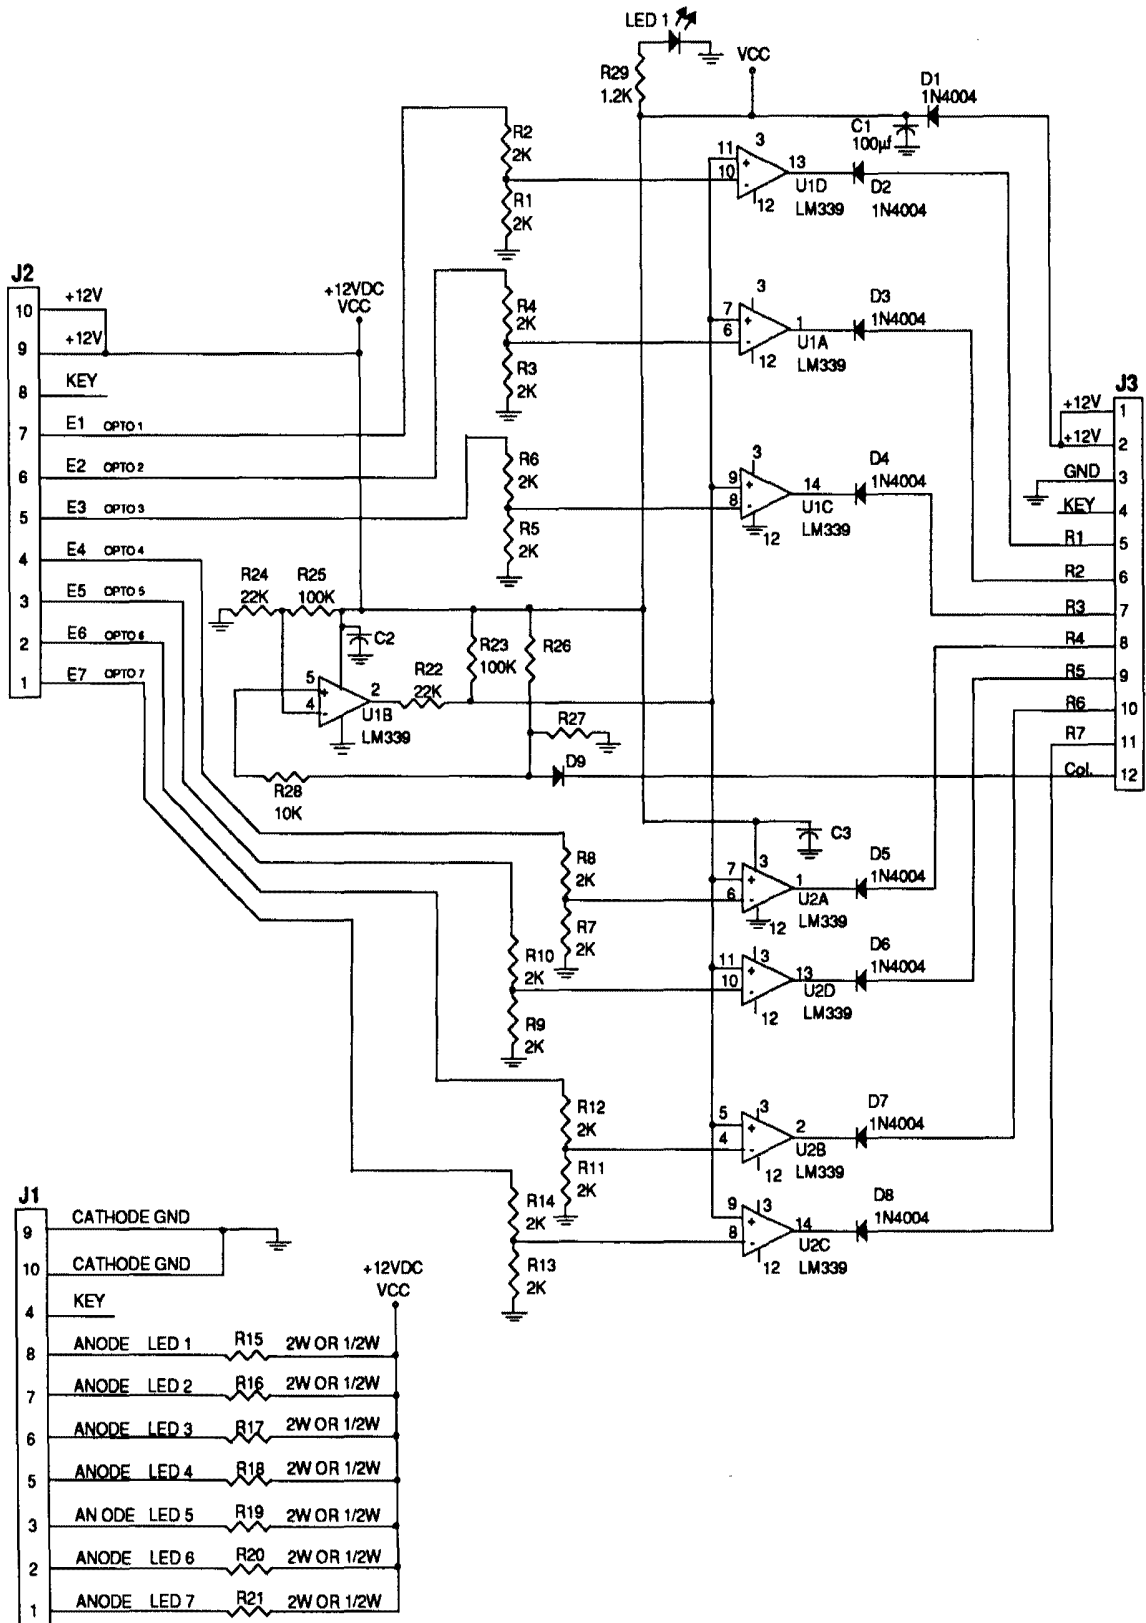 LED 1
VCC
R29
1.2K
D1
1N4004
C1
100µf
R2
2K
3
11
+
10
-
13
U1D
LM339
12
D2
1N4004
R1
2K
J2
10
+12V
9
+12V
8
KEY
7
E1 OPTO 1
6
E2 OPTO 2
5
E3 OPTO 3
4
E4 OPTO 4
3
E5 OPTO 5
2
E6 OPTO 6
1
E7 OPTO 7
+12VDC
VCC
R4
2K
R3
2K
3
7
+
6
-
1
U1A
LM339
12
D3
1N4004
R6
2K
R5
2K
3
9
+
8
-
14
U1C
LM339
12
D4
1N4004
J3
+12V
1
+12V
2
GND
3
KEY
4
R1
5
R2
6
R3
7
R4
8
R5
9
R6
10
R7
11
Col.
12
R24
22K
R25
100K
C2
R23
100K
R26
5
+
4
-
2
U1B
LM339
R22
22K
R27
D9
R28
10K
C3
R8
2K
R7
2K
3
7
+
6
-
1
U2A
LM339
12
D5
1N4004
R10
2K
R9
2K
3
11
+
10
-
13
U2D
LM339
12
D6
1N4004
R12
2K
R11
2K
3
5
+
4
-
2
U2B
LM339
12
D7
1N4004
R14
2K
R13
2K
3
9
+
8
-
14
U2C
LM339
12
D8
1N4004
J1
9
CATHODE GND
10
CATHODE GND
4
KEY
+12VDC
VCC
8
ANODE LED 1 R15 2W OR 1/2W
7
ANODE LED 2 R16 2W OR 1/2W
6
ANODE LED 3 R17 2W OR 1/2W
5
ANODE LED 4 R18 2W OR 1/2W
3
AN ODE LED 5 R19 2W OR 1/2W
2
ANODE LED 6 R20 2W OR 1/2W
1
ANODE LED 7 R21 2W OR 1/2W